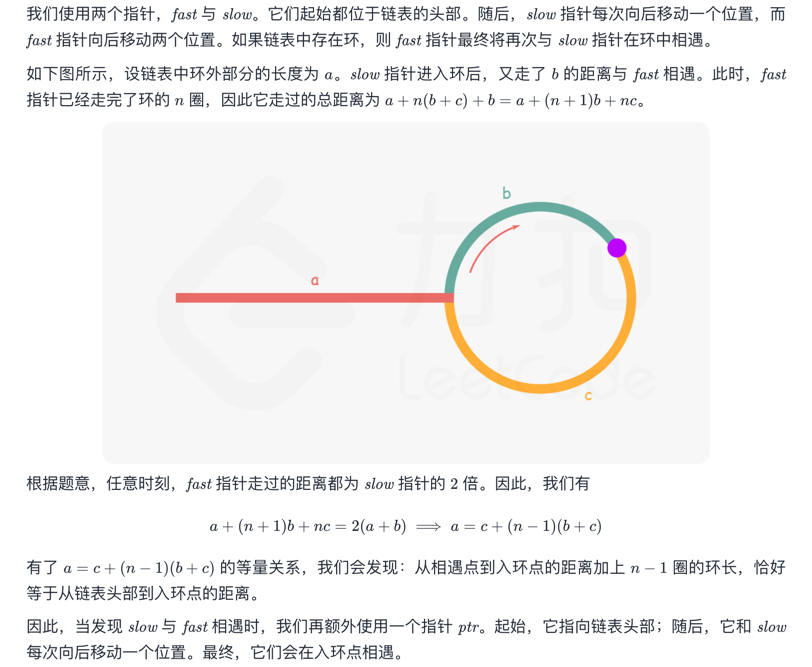 我们使用两个指针，fast 与 slow。它们起始都位于链表的头部。随后，slow 指针每次向后移动一个位置，而
fast 指针向后移动两个位置。如果链表中存在环，则 fast 指针最终将再次与 slow 指针在环中相遇。
如下图所示，设链表中环外部分的长度为 a。slow 指针进入环后，又走了 b 的距离与 fast 相遇。此时，fast
指针已经走完了环的 n 圈，因此它走过的总距离为 a + n(b + c) + b = a + (n + 1)b + nc。
b
力扣
a
LeetCode
c
根据题意，任意时刻，fast 指针走过的距离都为 slow 指针的 2 倍。因此，我们有
a + (n + 1)b + nc = 2(a + b) ⟹ a = c + (n − 1)(b + c)
有了 a = c + (n − 1)(b + c) 的等量关系，我们会发现：从相遇点到入环点的距离加上 n − 1 圈的环长，恰好
等于从链表头部到入环点的距离。
因此，当发现 slow 与 fast 相遇时，我们再额外使用一个指针 ptr。起始，它指向链表头部；随后，它和 slow
每次向后移动一个位置。最终，它们会在入环点相遇。